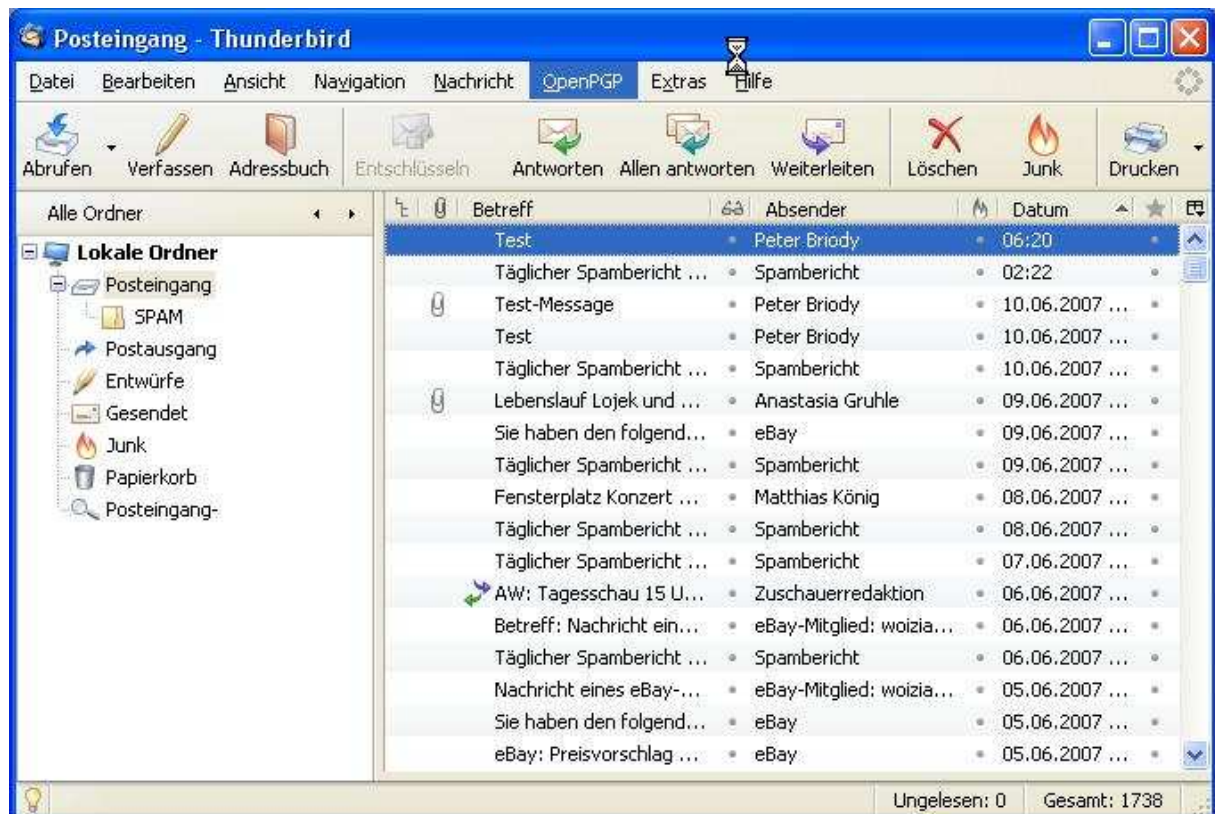 Posteingang - Thunderbird
Datei Bearbeiten Ansicht Navigation Nachricht OpenPGP Extras Hilfe
Abrufen Verfassen Adressbuch Entschlüsseln Antworten Allen antworten Weiterleiten Löschen Junk Drucken
Alle Ordner
Lokale Ordner
Posteingang
SPAM
Postausgang
Entwürfe
Gesendet
Junk
Papierkorb
Posteingang-
Betreff Absender Datum
Test Peter Briody 06:20
Täglicher Spambericht ... Spambericht 02:22
Test-Message Peter Briody 10.06.2007 ...
Test Peter Briody 10.06.2007 ...
Täglicher Spambericht ... Spambericht 10.06.2007 ...
Lebenslauf Lojek und ... Anastasia Gruhle 09.06.2007 ...
Sie haben den folgend... eBay 09.06.2007 ...
Täglicher Spambericht ... Spambericht 09.06.2007 ...
Fensterplatz Konzert ... Matthias König 08.06.2007 ...
Täglicher Spambericht ... Spambericht 08.06.2007 ...
Täglicher Spambericht ... Spambericht 07.06.2007 ...
AW: Tagesschau 15 U... Zuschauerredaktion 06.06.2007 ...
Betreff: Nachricht ein... eBay-Mitglied: woizia... 06.06.2007 ...
Täglicher Spambericht ... Spambericht 06.06.2007 ...
Nachricht eines eBay-... eBay-Mitglied: woizia... 05.06.2007 ...
Sie haben den folgend... eBay 05.06.2007 ...
eBay: Preisvorschlag ... eBay 05.06.2007 ...
Ungelesen: 0 Gesamt: 1738